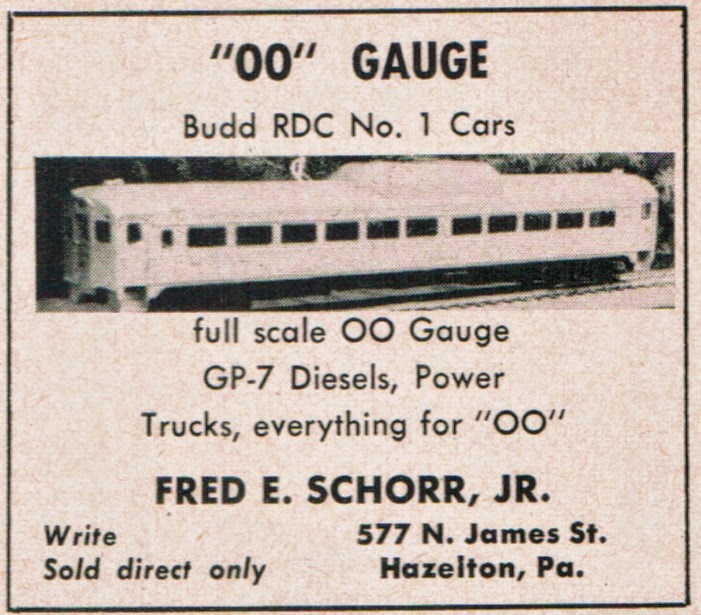 "OO" GAUGE
Budd RDC No. 1 Cars
full scale OO Gauge
GP-7 Diesels, Power
Trucks, everything for "OO"
FRED E. SCHORR, JR.
Write 577 N. James St.
Sold direct only Hazelton, Pa.